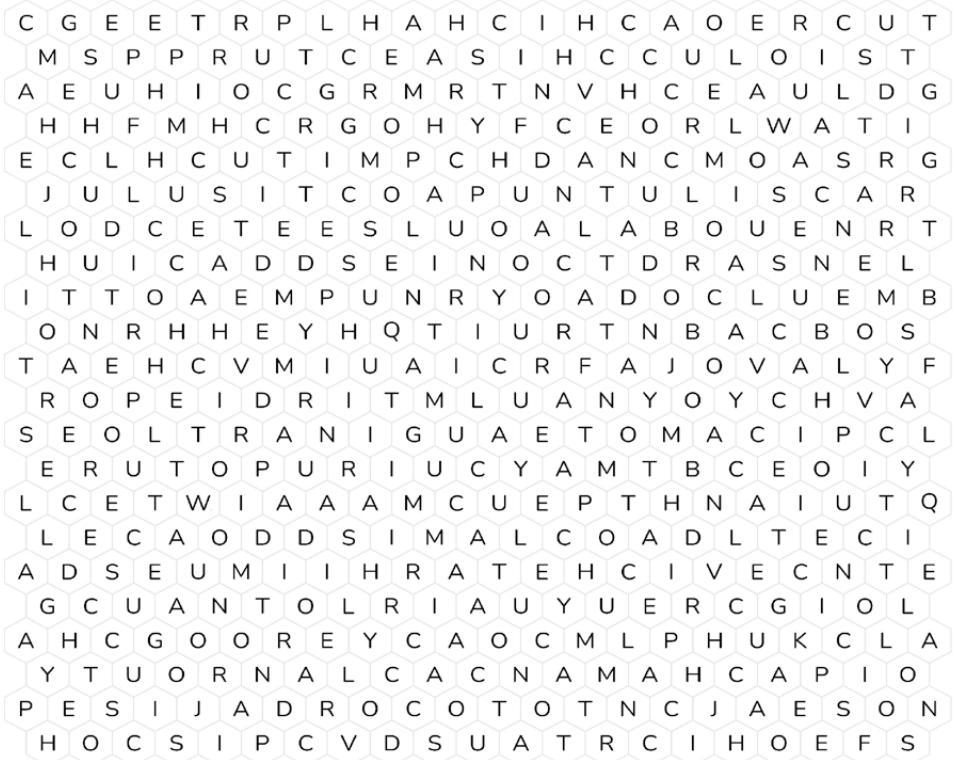 C G E E T R P L H A H C I H C A O E R C U T
M S P P R U T C E A S I H C C U L O I S T
A E U H I O C G R M R T N V H C E A U L D G
H H F M H C R G O H Y F C E O R L W A T I
E C L H C U T I M P C H D A N C M O A S R G
J U L U S I T C O A P U N T U L I S C A R
L O D C E T E E S L U O A L A B O U E N R T
H U I C A D D S E I N O C T D R A S N E L
I T T O A E M P U N R Y O A D O C L U E M B
O N R H H E Y H Q T I U R T N B A C B O S
T A E H C V M I U A I C R F A J O V A L Y F
R O P E I D R I T M L U A N Y O Y C H V A
S E O L T R A N I G U A E T O M A C I P C L
E R U T O P U R I U C Y A M T B C E O I Y
L C E T W I A A A M C U E P T H N A I U T Q
L E C A O D D S I M A L C O A D L T E C I
A D S E U M I I H R A T E H C I V E C N T E
G C U A N T O L R I A U Y U E R C G I O L
A H C G O O R E Y C A O C M L P H U K C L A
Y T U O R N A L C A C N A M A H C A P I O
P E S I J A D R O C O T O T N C J A E S O N
H O C S I P C V D S U A T R C I H O E F S